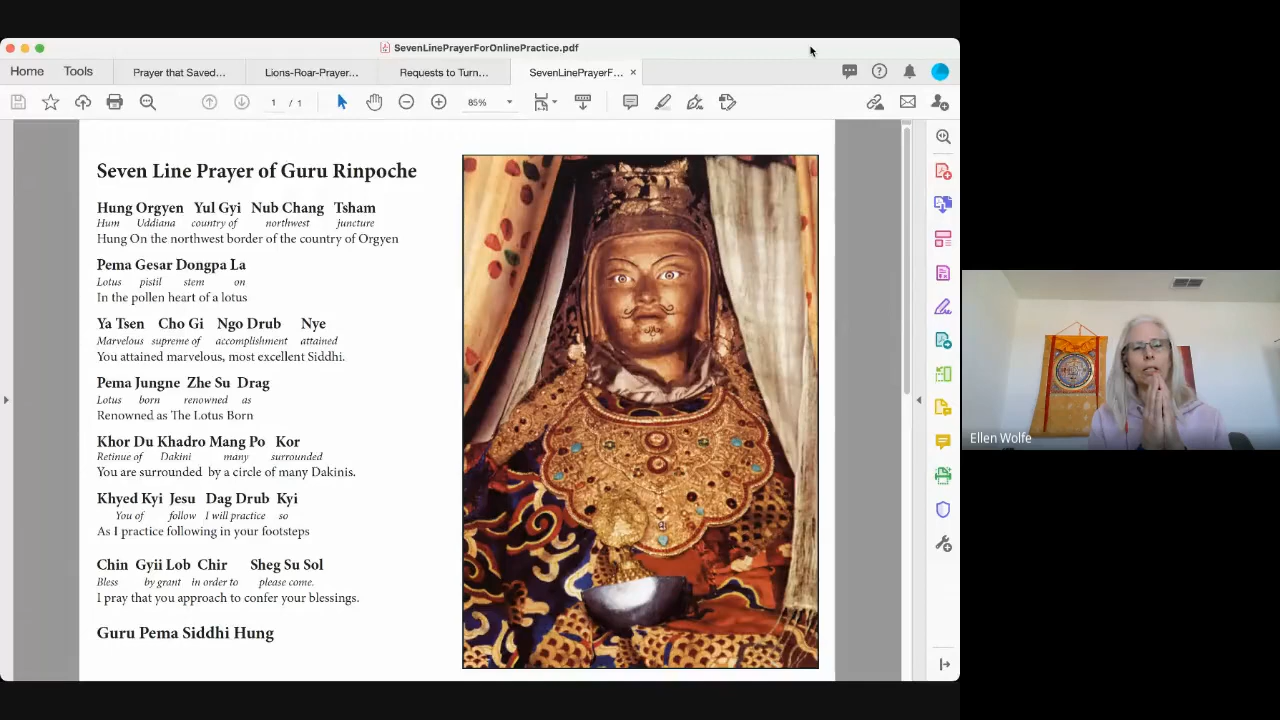 SevenLinePrayerForOnlinePractice.pdf
Home Tools Prayer that Saved... Lions-Roar-Prayer... Requests to Turn... SevenLinePrayerF... ×
1 / 1 85%
Seven Line Prayer of Guru Rinpoche
Hung Orgyen Yul Gyi Nub Chang Tsham
Hum Uddiana country of northwest juncture
Hung On the northwest border of the country of Orgyen
Pema Gesar Dongpa La
Lotus pistil stem on
In the pollen heart of a lotus
Ya Tsen Cho Gi Ngo Drub Nye
Marvelous supreme of accomplishment attained
You attained marvelous, most excellent Siddhi.
Pema Jungne Zhe Su Drag
Lotus born renowned as
Renowned as The Lotus Born
Khor Du Khadro Mang Po Kor
Retinue of Dakini many surrounded
You are surrounded by a circle of many Dakinis.
Khyed Kyi Jesu Dag Drub Kyi
You of follow I will practice so
As I practice following in your footsteps
Chin Gyii Lob Chir Sheg Su Sol
Bless by grant in order to please come.
I pray that you approach to confer your blessings.
Guru Pema Siddhi Hung
Ellen Wolfe